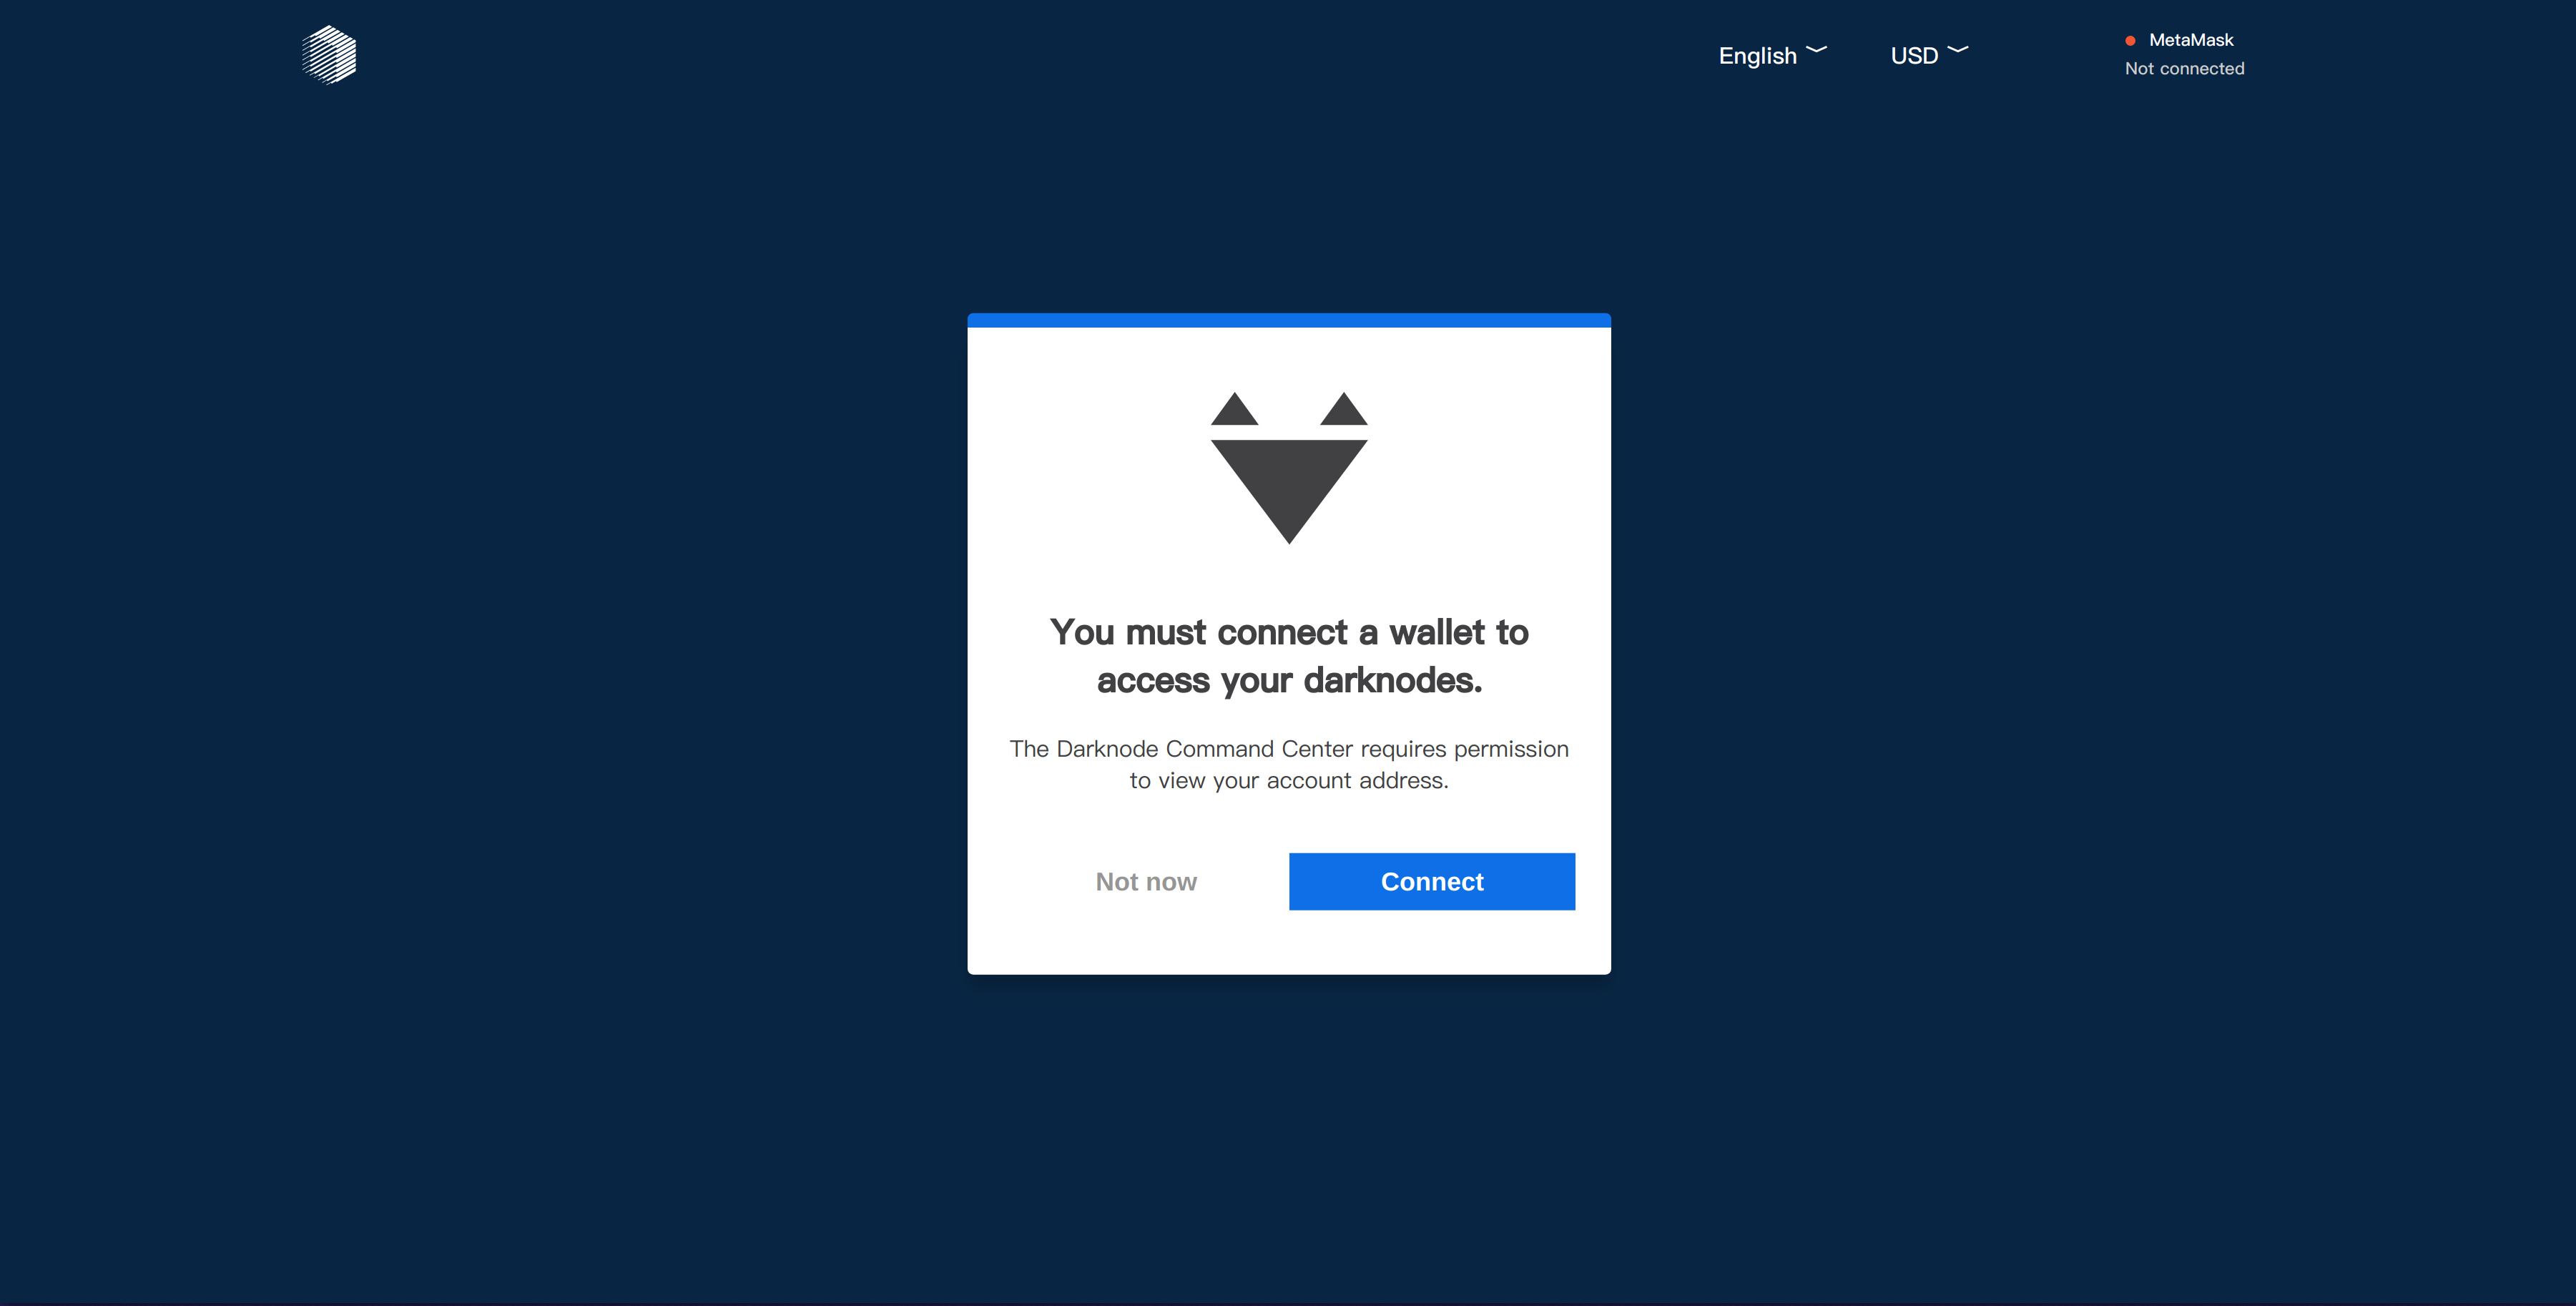 English
USD
MetaMask
Not connected
You must connect a wallet to
access your darknodes.
The Darknode Command Center requires permission
to view your account address.
Not now
Connect